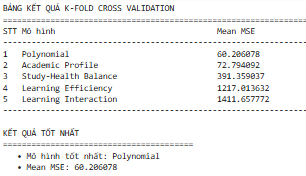 BẢNG KẾT QUẢ K-FOLD CROSS VALIDATION
STT Mô hình Mean MSE
1 Polynomial 60.206078
2 Academic Profile 72.794092
3 Study-Health Balance 391.359037
4 Learning Efficiency 1217.013632
5 Learning Interaction 1411.657772
KẾT QUẢ TỐT NHẤT
• Mô hình tốt nhất: Polynomial
• Mean MSE: 60.206078